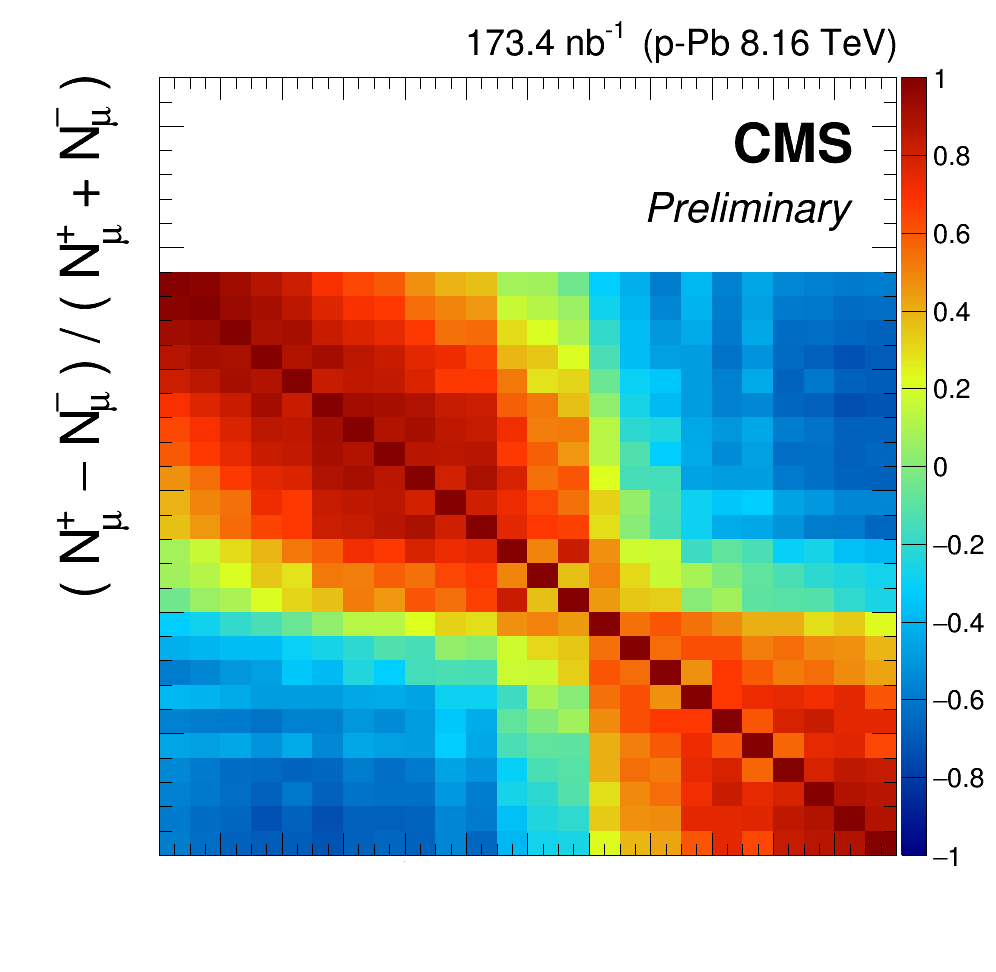 173.4 nb⁻¹ (p-Pb 8.16 TeV)
CMS
Preliminary
( N⁺μ − N⁻μ ) / ( N⁺μ + N⁻μ )
1
0.8
0.6
0.4
0.2
0
−0.2
−0.4
−0.6
−0.8
−1